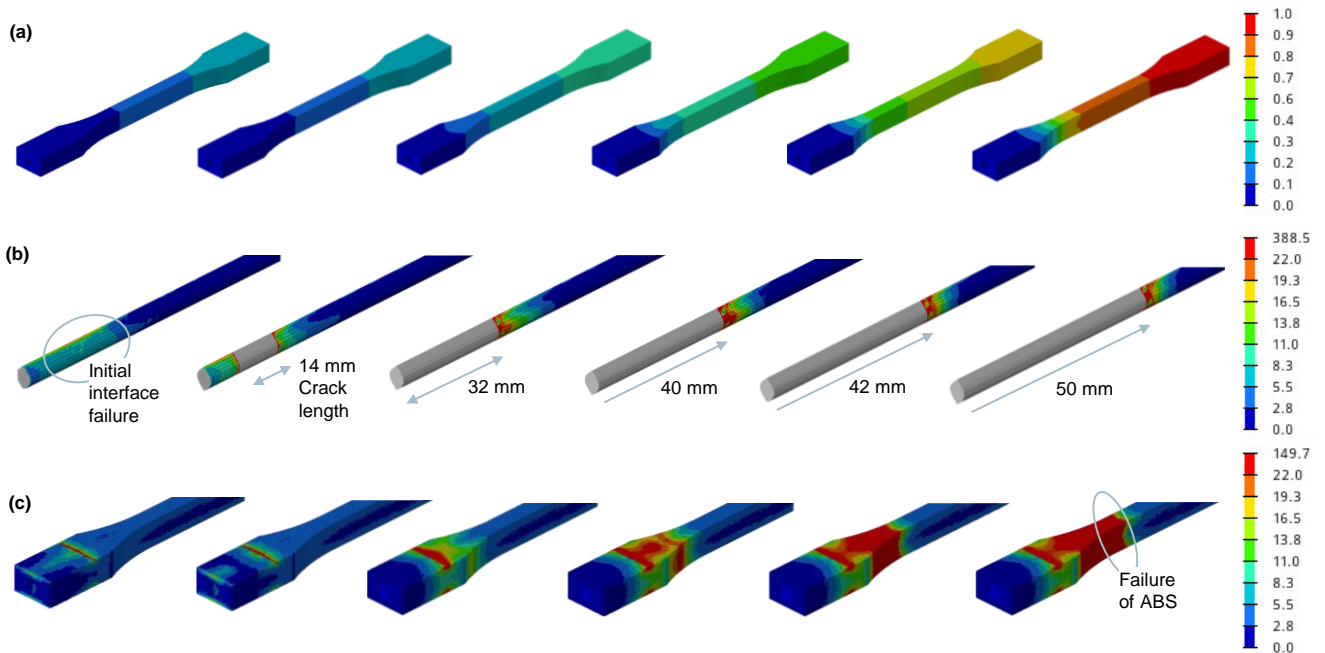 (a)
1.0
0.9
0.8
0.7
0.6
0.4
0.3
0.2
0.1
0.0
(b)
Initial
interface
failure
14 mm
Crack
length
32 mm
40 mm
42 mm
50 mm
388.5
22.0
19.3
16.5
13.8
11.0
8.3
5.5
2.8
0.0
(c)
Failure
of ABS
149.7
22.0
19.3
16.5
13.8
11.0
8.3
5.5
2.8
0.0